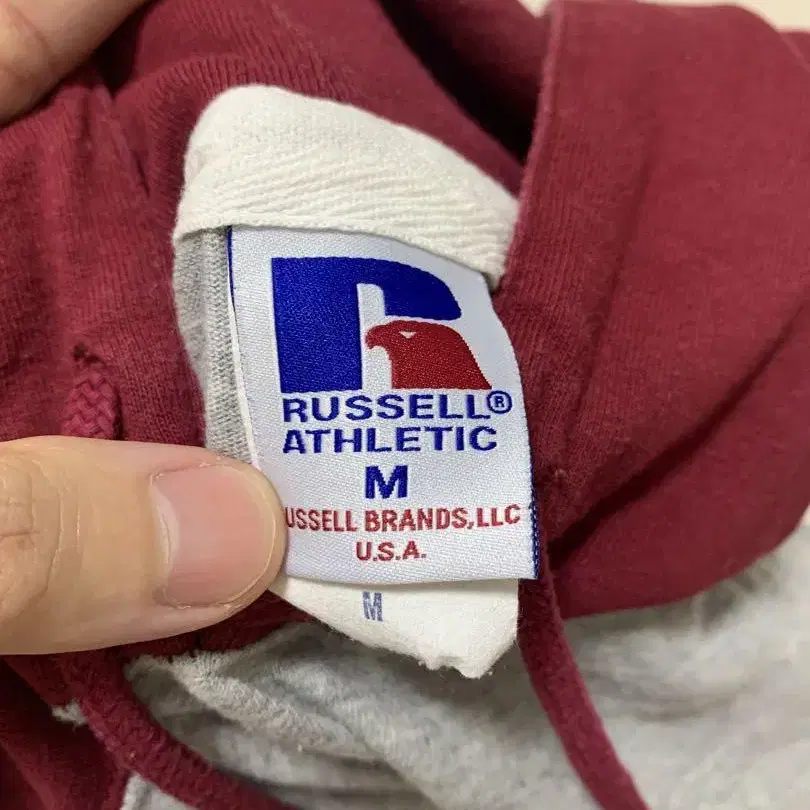 RUSSELL®
ATHLETIC
M
USSELL BRANDS,LLC
U.S.A.
M